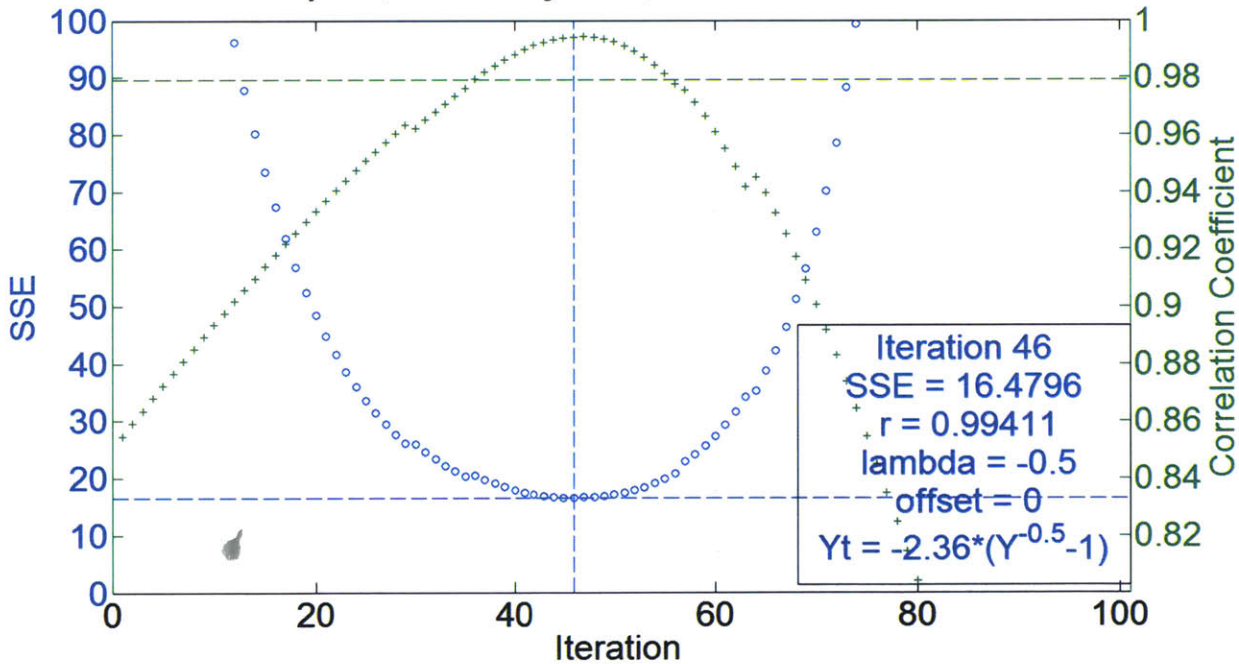 100
90
80
70
60
50
40
30
20
10
0
SSE
0 20 40 60 80 100
Iteration
1
0.98
0.96
0.94
0.92
0.9
0.88
0.86
0.84
0.82
Correlation Coefficient
Iteration 46
SSE = 16.4796
r = 0.99411
lambda = -0.5
offset = 0
Yt = -2.36*(Y^-0.5 -1)